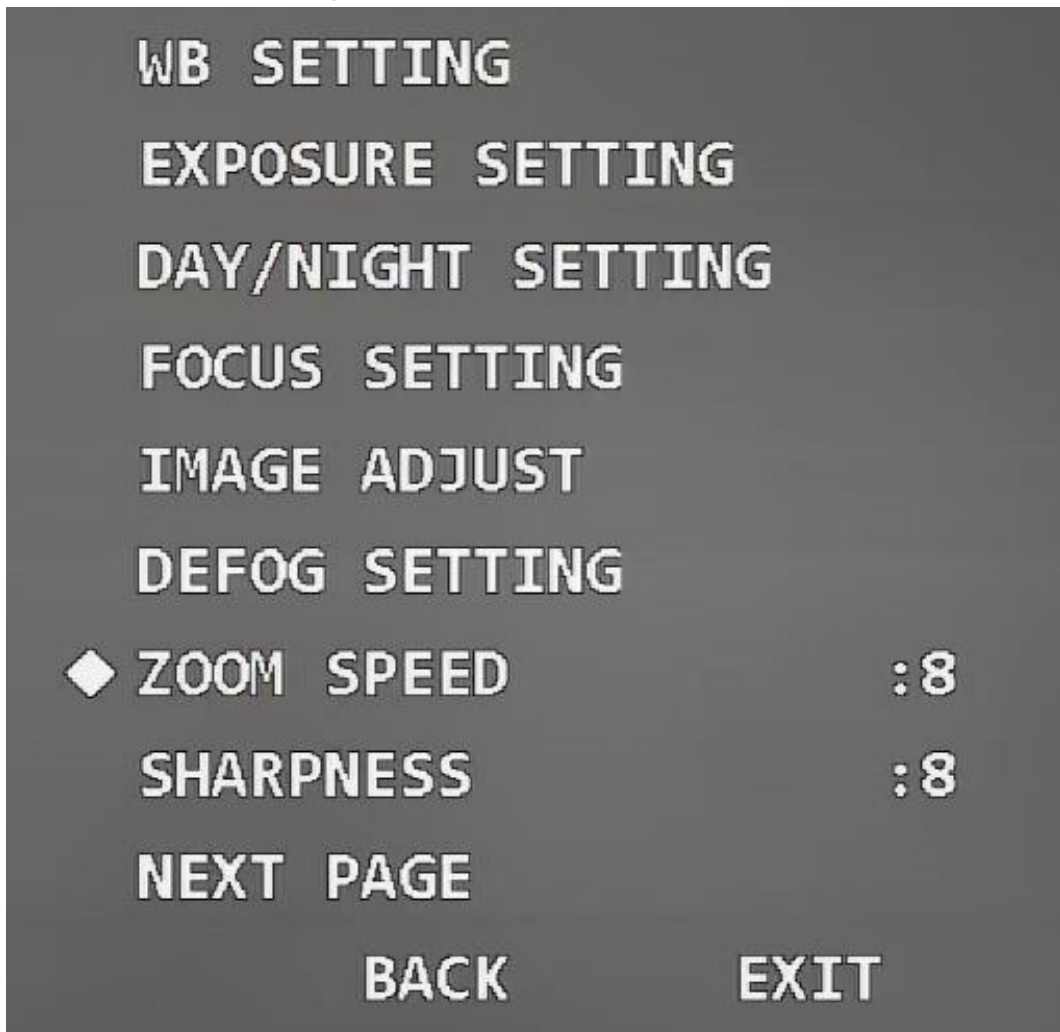 WB SETTING
EXPOSURE SETTING
DAY/NIGHT SETTING
FOCUS SETTING
IMAGE ADJUST
DEFOG SETTING
ZOOM SPEED :8
SHARPNESS :8
NEXT PAGE
BACK EXIT